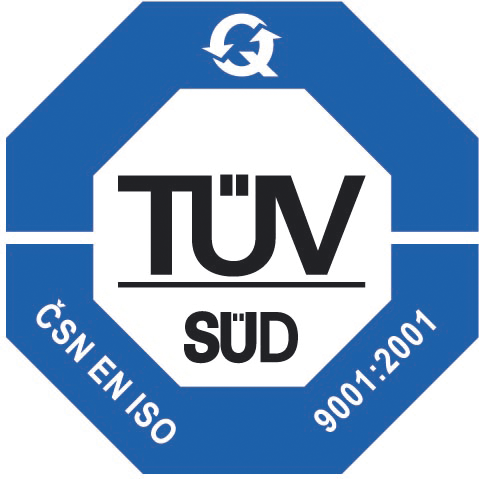 Q
TÜV
SÜD
ČSN EN ISO
9001:2001